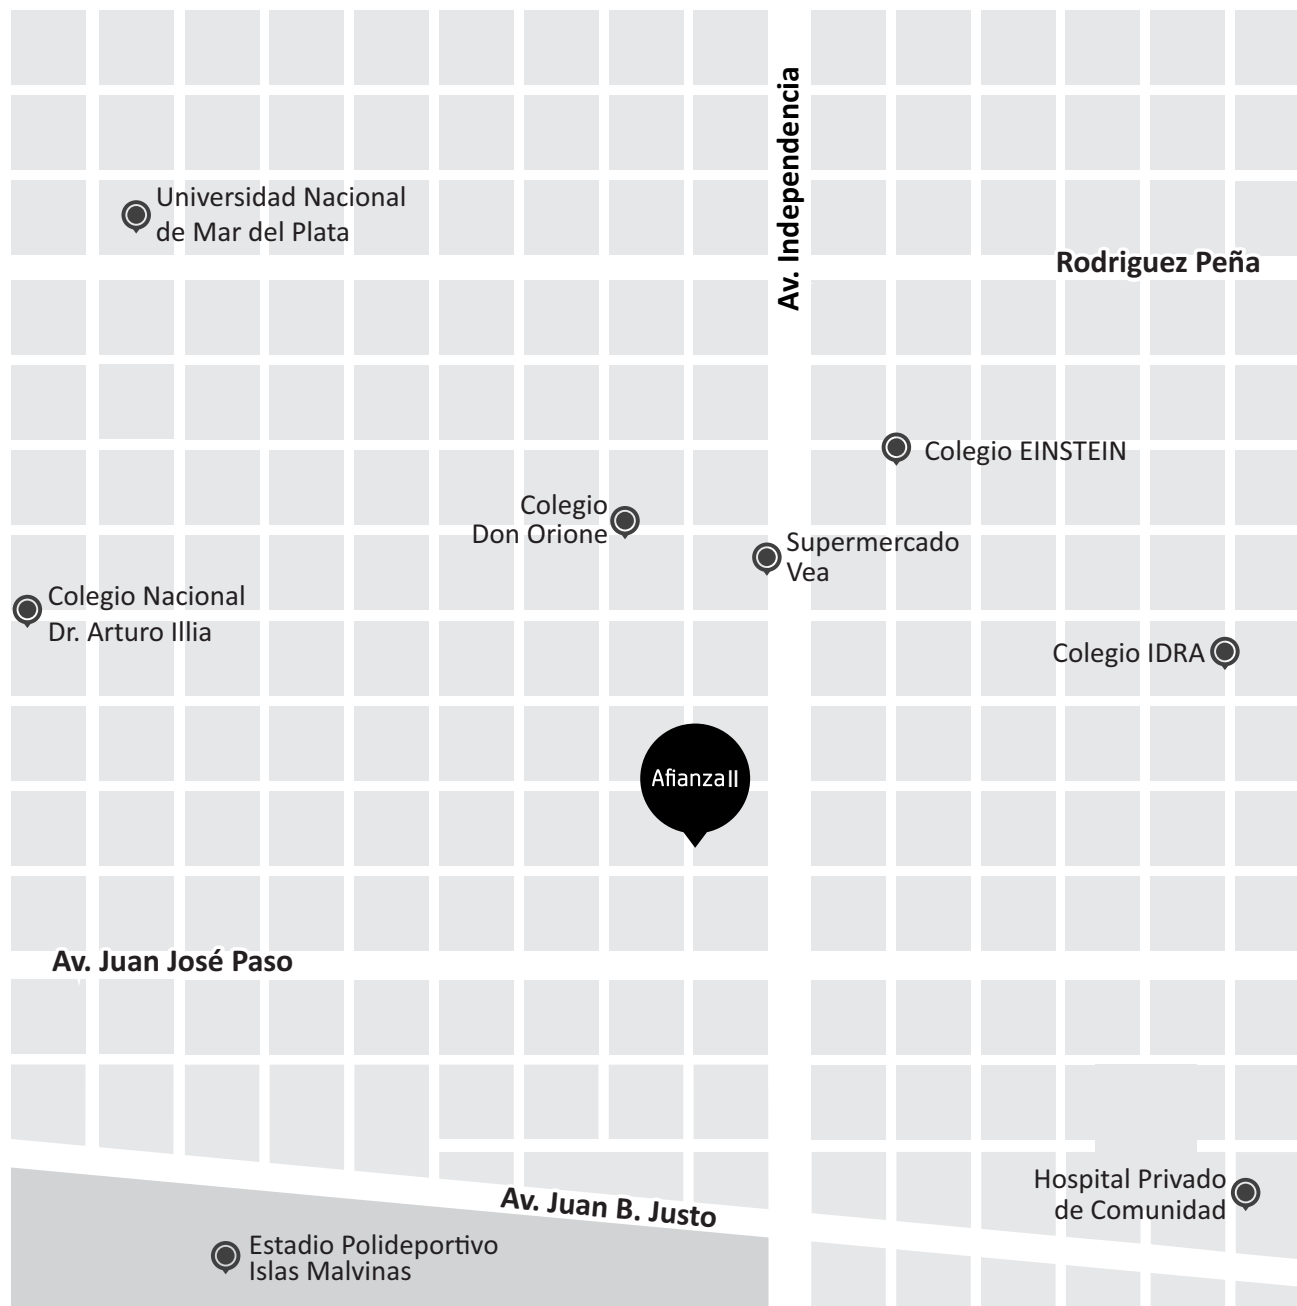 Av. Independencia
Universidad Nacional
de Mar del Plata
Rodriguez Peña
Colegio EINSTEIN
Colegio
Don Orione
Supermercado
Vea
Colegio Nacional
Dr. Arturo Illia
Colegio IDRA
Afianza II
Av. Juan José Paso
Hospital Privado
de Comunidad
Av. Juan B. Justo
Estadio Polideportivo
Islas Malvinas